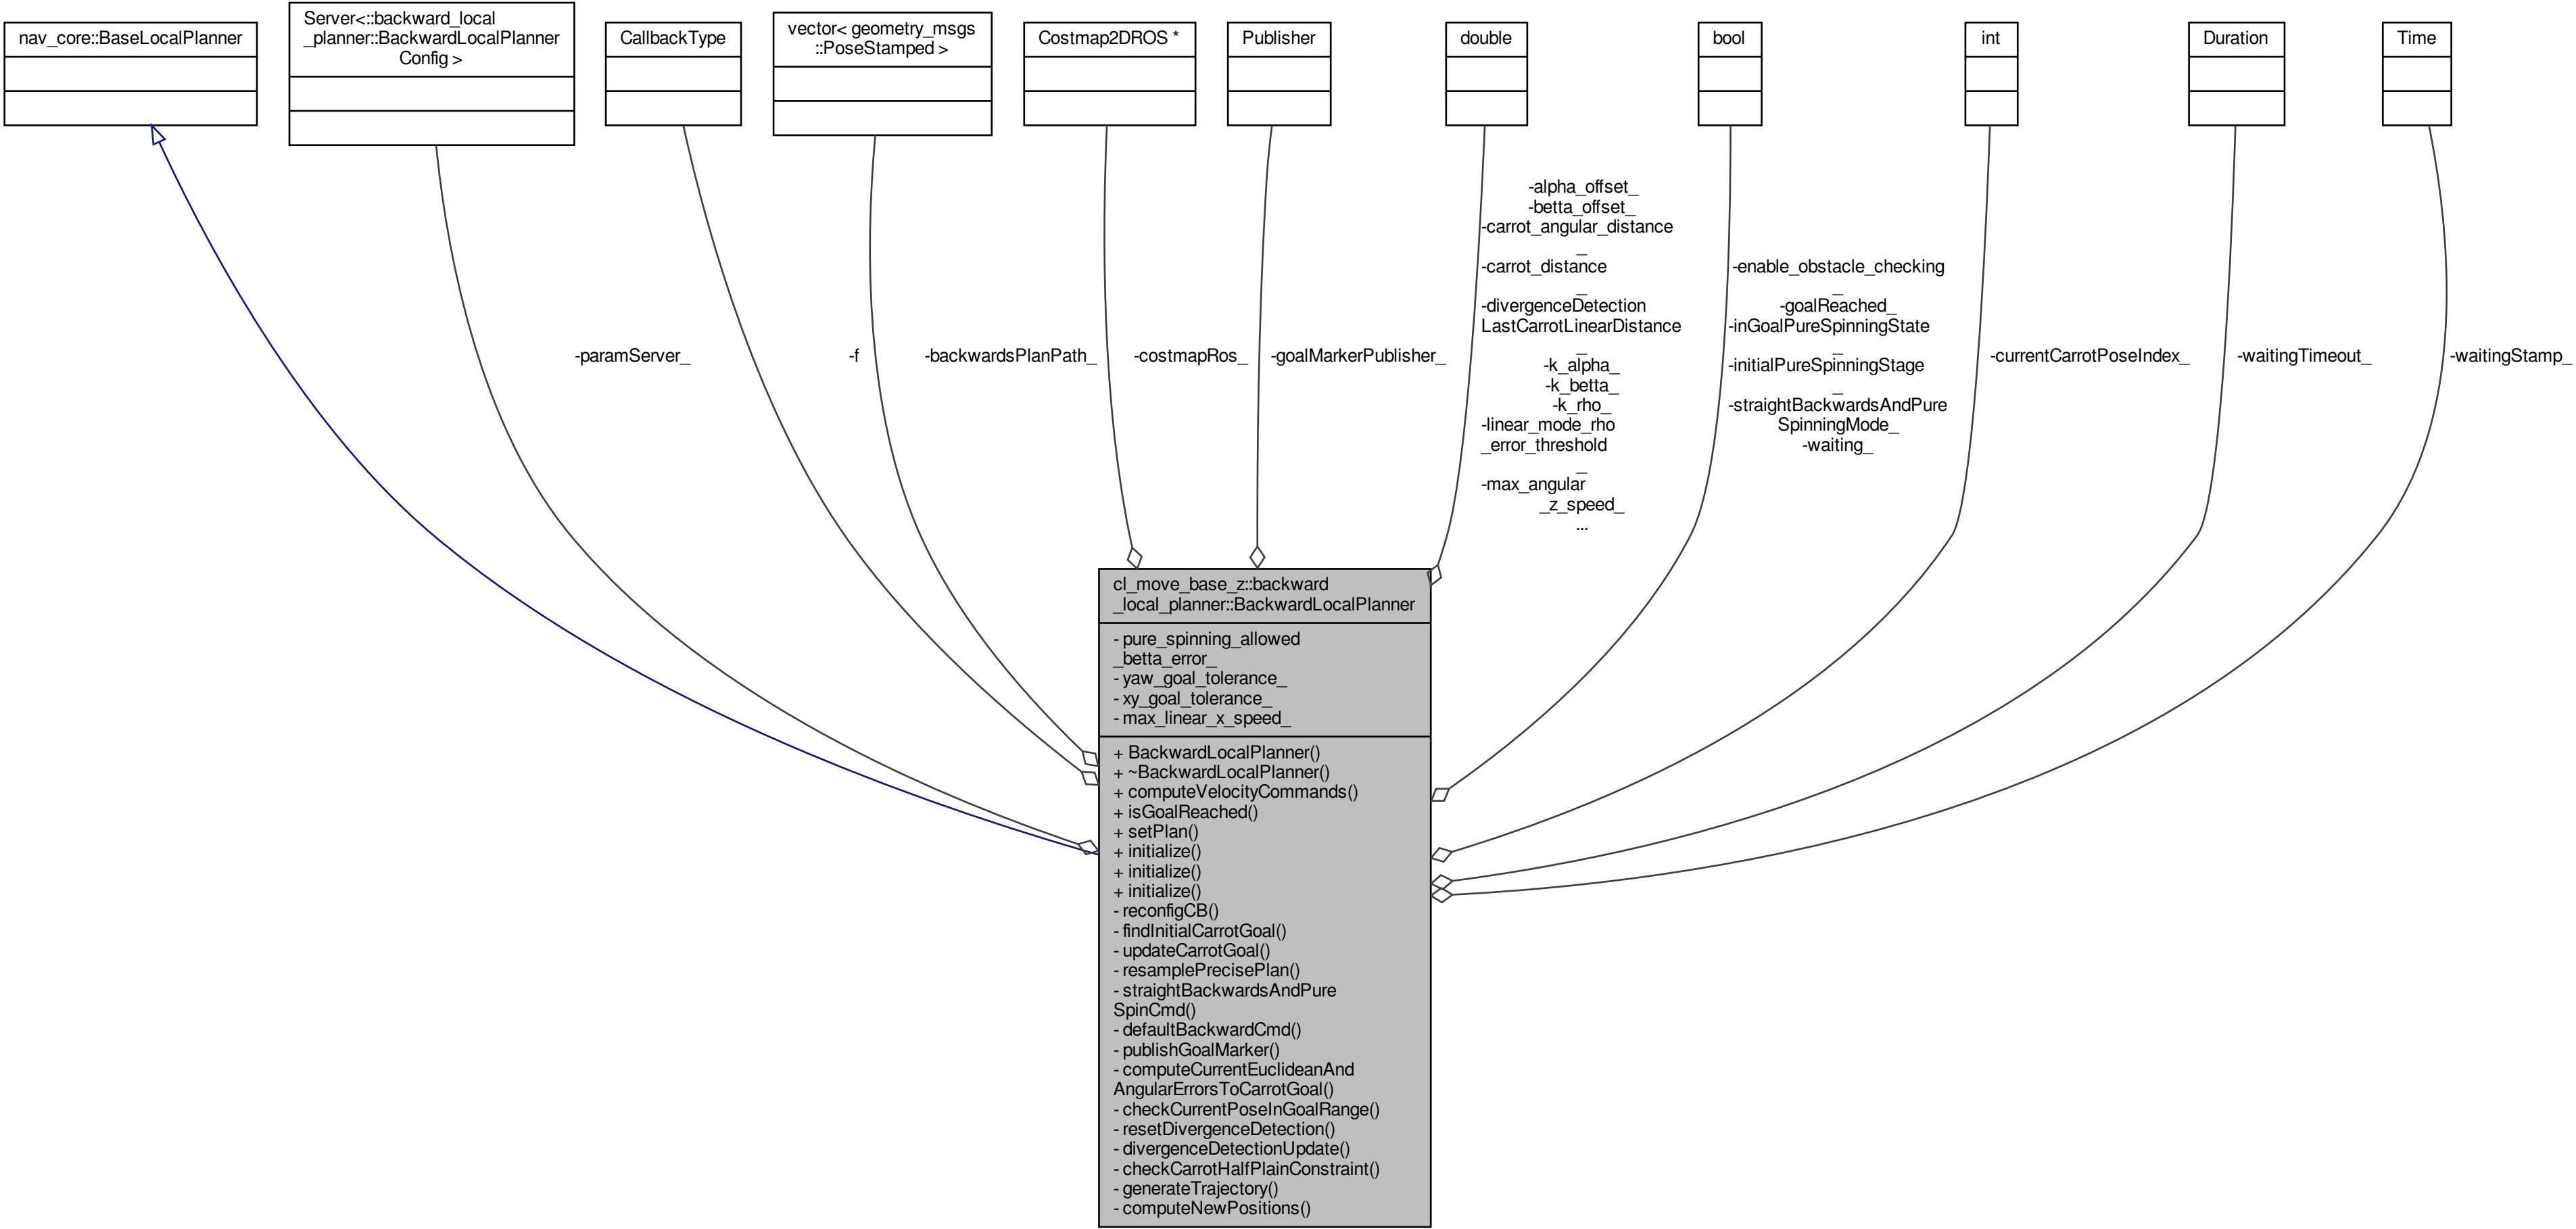 nav_core::BaseLocalPlanner
Server<::backward_local
_planner::BackwardLocalPlanner
Config >
CallbackType
vector< geometry_msgs
::PoseStamped >
Costmap2DROS *
Publisher
double
bool
int
Duration
Time
-paramServer_
-f
-backwardsPlanPath_
-costmapRos_
-goalMarkerPublisher_
-alpha_offset_
-betta_offset_
-carrot_angular_distance
_
-carrot_distance
_
-divergenceDetection
LastCarrotLinearDistance
_
-k_alpha_
-k_betta_
-k_rho_
-linear_mode_rho
_error_threshold
_
-max_angular
_z_speed_
...
-enable_obstacle_checking
_
-goalReached_
-inGoalPureSpinningState
_
-initialPureSpinningStage
_
-straightBackwardsAndPure
SpinningMode_
-waiting_
-currentCarrotPoseIndex_
-waitingTimeout_
-waitingStamp_
cl_move_base_z::backward
_local_planner::BackwardLocalPlanner
- pure_spinning_allowed
_betta_error_
- yaw_goal_tolerance_
- xy_goal_tolerance_
- max_linear_x_speed_
+ BackwardLocalPlanner()
+ ~BackwardLocalPlanner()
+ computeVelocityCommands()
+ isGoalReached()
+ setPlan()
+ initialize()
+ initialize()
+ initialize()
- reconfigCB()
- findInitialCarrotGoal()
- updateCarrotGoal()
- resamplePrecisePlan()
- straightBackwardsAndPure
SpinCmd()
- defaultBackwardCmd()
- publishGoalMarker()
- computeCurrentEuclideanAnd
AngularErrorsToCarrotGoal()
- checkCurrentPoseInGoalRange()
- resetDivergenceDetection()
- divergenceDetectionUpdate()
- checkCarrotHalfPlainConstraint()
- generateTrajectory()
- computeNewPositions()